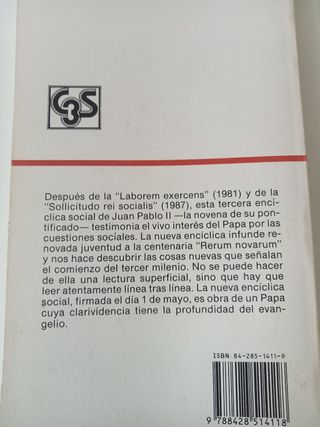 C3S
Después de la "Laborem exercens" (1981) y de la
"Sollicitudo rei socialis" (1987), esta tercera encí-
clica social de Juan Pablo II —la novena de su pon-
tificado— testimonia el vivo interés del Papa por las
cuestiones sociales. La nueva encíclica infunde re-
novada juventud a la centenaria "Rerum novarum"
y nos hace descubrir las cosas nuevas que señalan
el comienzo del tercer milenio. No se puede hacer
de ella una lectura superficial, sino que hay que
leer atentamente línea tras línea. La nueva encíclica
social, firmada el día 1 de mayo, es obra de un Papa
cuya clarividencia tiene la profundidad del evan-
gelio.
ISBN 84-285-1411-9
9 788428 514118